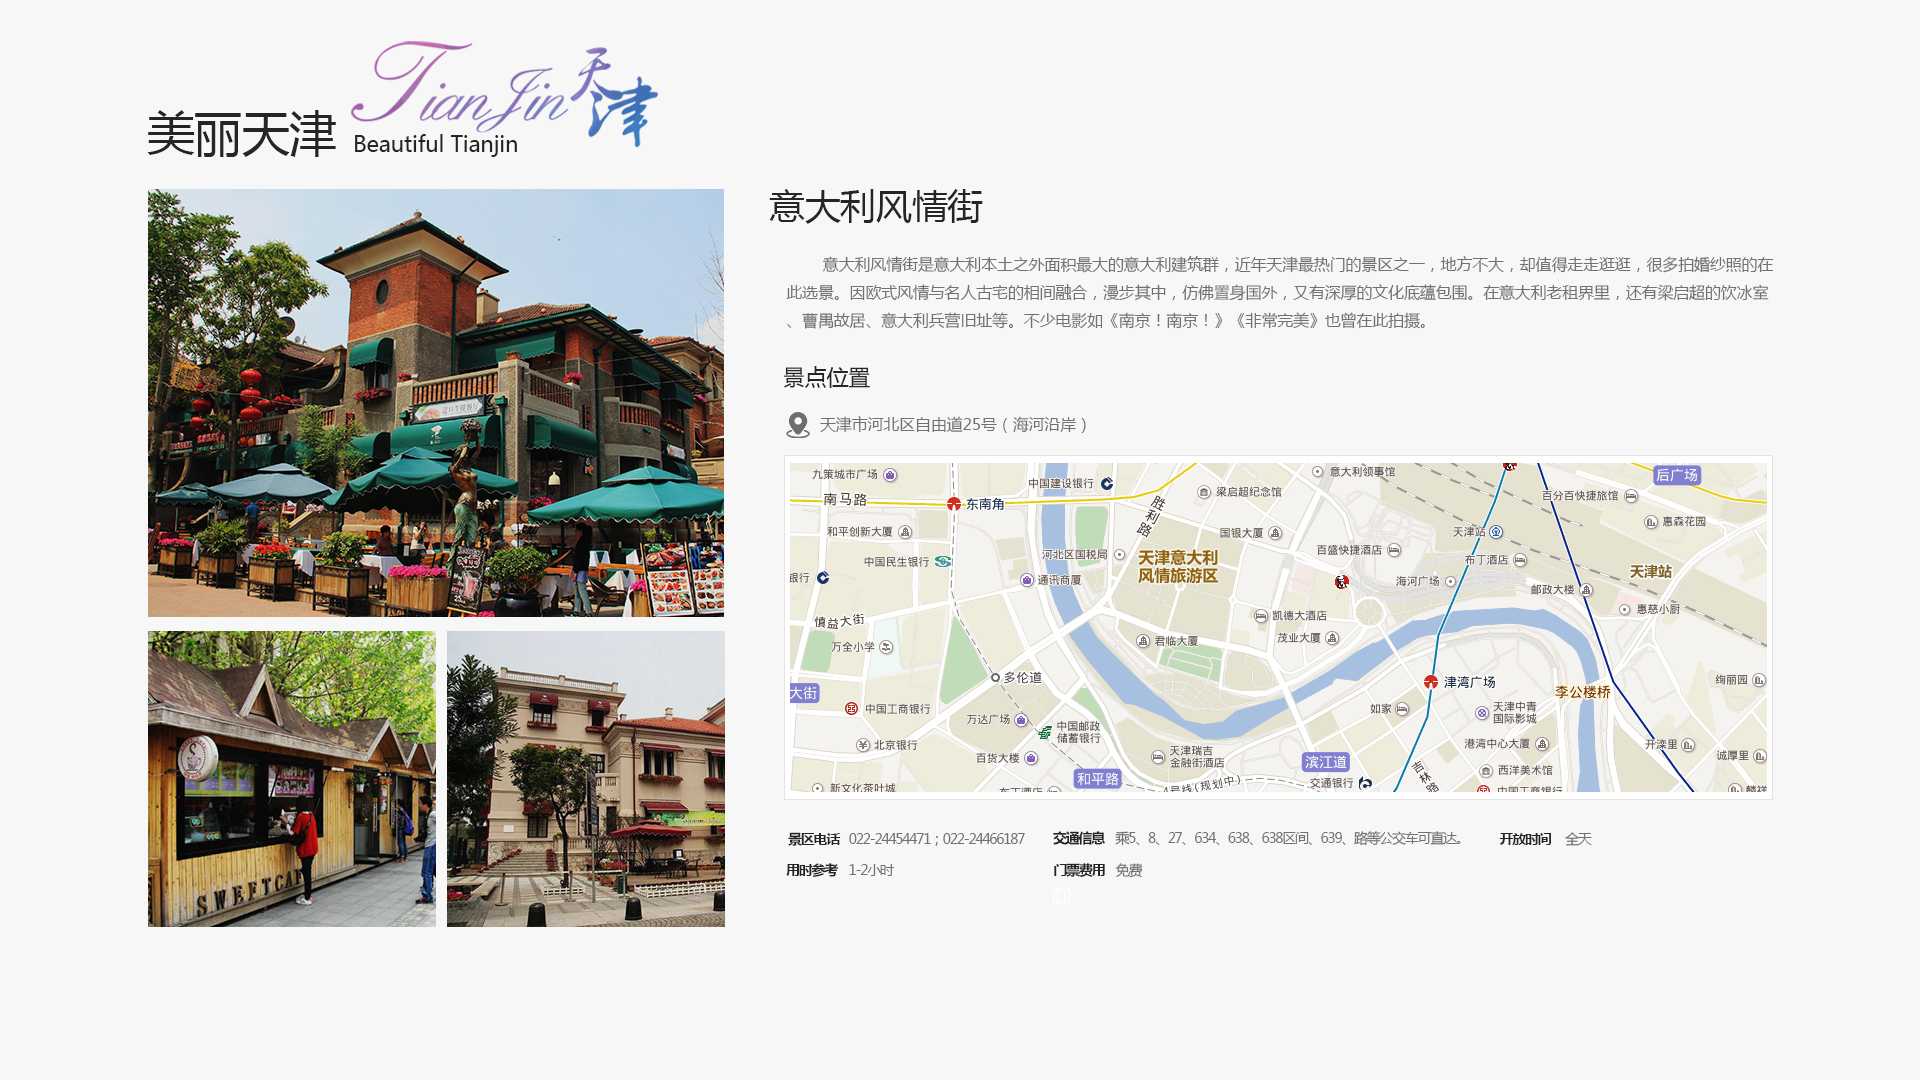 美丽天津
TianJin天津
Beautiful Tianjin
意大利风情街
意大利风情街是意大利本土之外面积最大的意大利建筑群，近年天津最热门的景区之一，地方不大，却值得走走逛逛，很多拍婚纱照的在
此选景。因欧式风情与名人古宅的相间融合，漫步其中，仿佛置身国外，又有深厚的文化底蕴包围。在意大利老租界里，还有梁启超的饮冰室
、曹禺故居、意大利兵营旧址等。不少电影如《南京！南京！》《非常完美》也曾在此拍摄。
景点位置
天津市河北区自由道25号（海河沿岸）
九策城市广场
中国建设银行
意大利领事馆
后广场
南马路
东南角
胜利路
梁启超纪念馆
百分百快捷旅馆
和平创新大厦
国银大厦
天津站
惠森花园
中国民生银行
河北区国税局
天津意大利
风情旅游区
百盛快捷酒店
布丁酒店
银行
通讯商厦
海河广场
邮政大楼
天津站
慎益大街
凯德大酒店
惠慈小厨
万全小学
君临大厦
茂业大厦
多伦道
津湾广场
绚丽园
大街
李公楼桥
中国工商银行
万达广场
中国邮政
储蓄银行
如家
天津中青
国际影城
北京银行
百货大楼
天津瑞吉
金融街酒店
港湾中心大厦
开滦里
诚厚里
和平路
滨江道
吉林路
西洋美术馆
新文化茶叶城
布丁酒店
4号线(规划中)
交通银行
中国工商银行
麟祥
景区电话 022-24454471；022-24466187
交通信息 乘5、8、27、634、638、638区间、639、路等公交车可直达。
开放时间 全天
用时参考 1-2小时
门票费用 免费
SWEETCAF